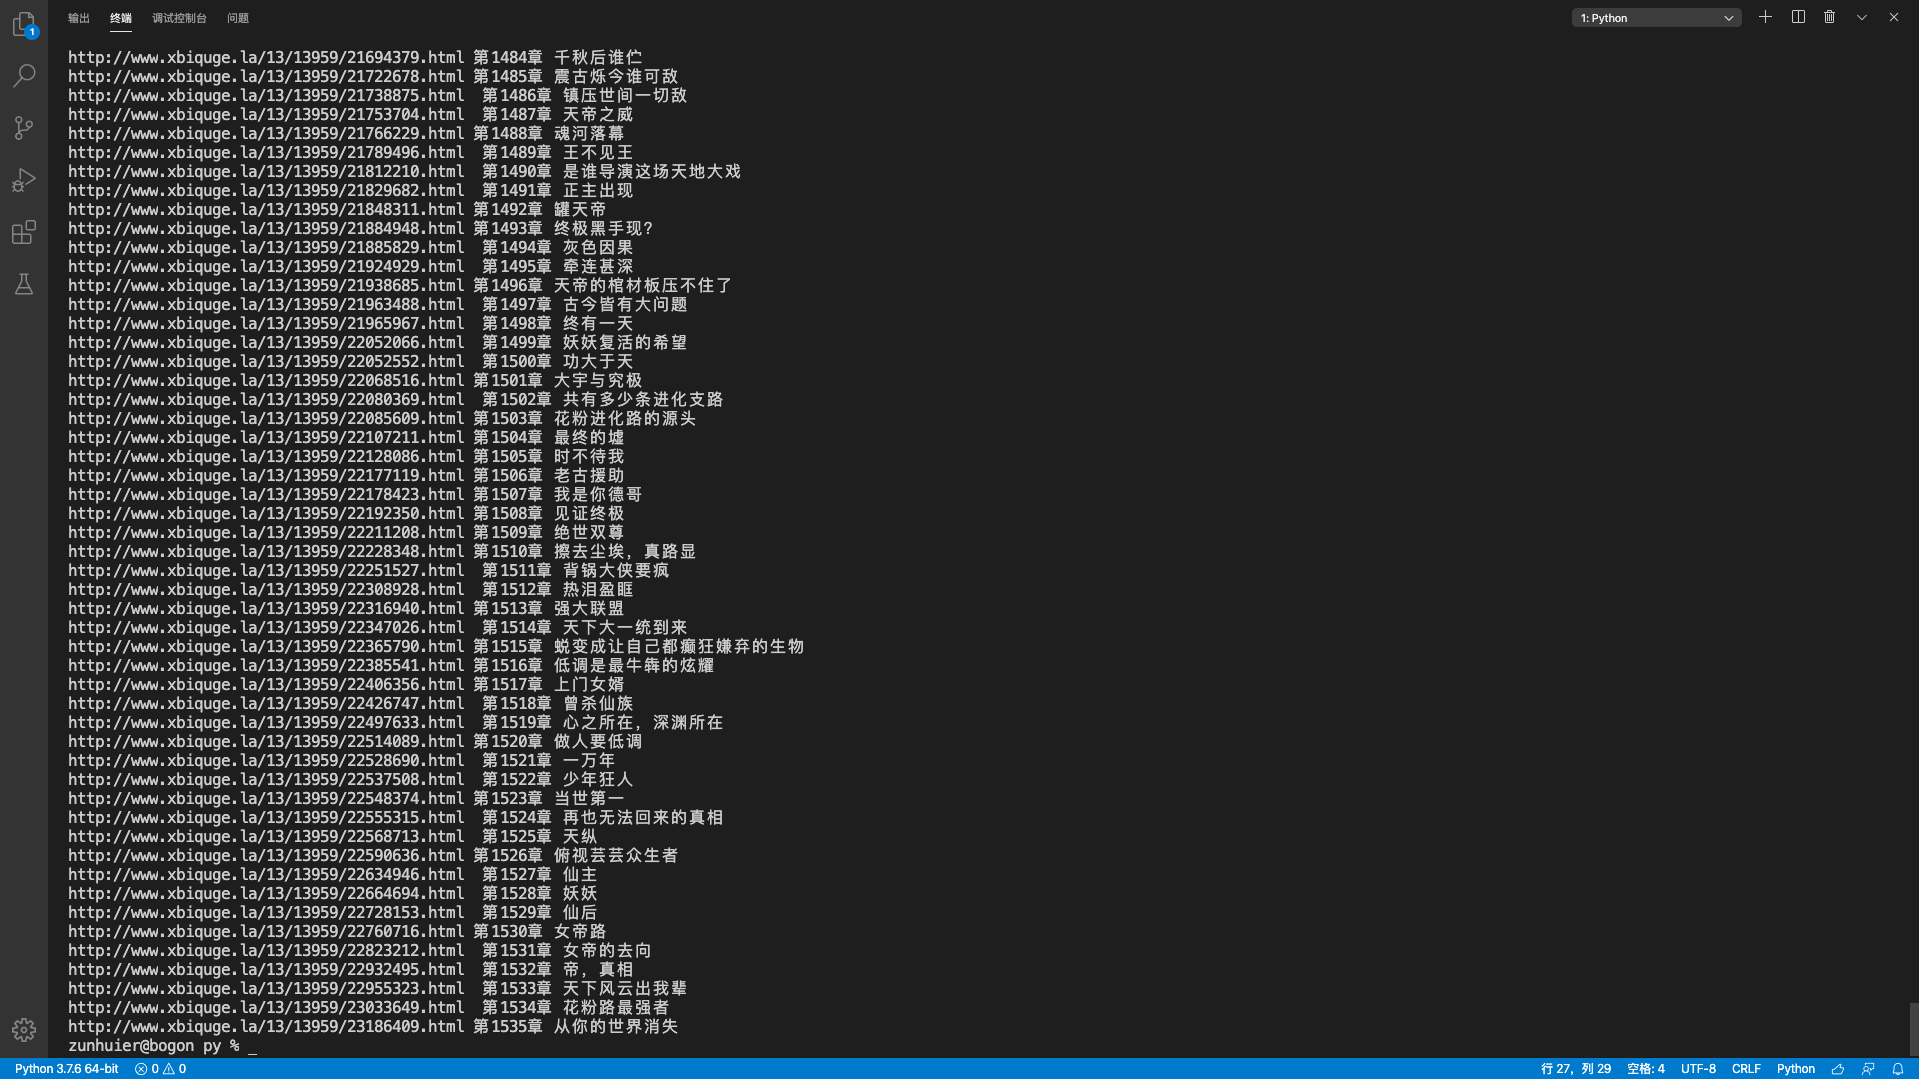 1
输出 终端 调试控制台 问题
1: Python
http://www.xbiquge.la/13/13959/21694379.html 第1484章 千秋后谁伫
http://www.xbiquge.la/13/13959/21722678.html 第1485章 震古烁今谁可敌
http://www.xbiquge.la/13/13959/21738875.html  第1486章 镇压世间一切敌
http://www.xbiquge.la/13/13959/21753704.html  第1487章 天帝之威
http://www.xbiquge.la/13/13959/21766229.html 第1488章 魂河落幕
http://www.xbiquge.la/13/13959/21789496.html  第1489章 王不见王
http://www.xbiquge.la/13/13959/21812210.html  第1490章 是谁导演这场天地大戏
http://www.xbiquge.la/13/13959/21829682.html  第1491章 正主出现
http://www.xbiquge.la/13/13959/21848311.html 第1492章 罐天帝
http://www.xbiquge.la/13/13959/21884948.html 第1493章 终极黑手现?
http://www.xbiquge.la/13/13959/21885829.html  第1494章 灰色因果
http://www.xbiquge.la/13/13959/21924929.html  第1495章 牵连甚深
http://www.xbiquge.la/13/13959/21938685.html 第1496章 天帝的棺材板压不住了
http://www.xbiquge.la/13/13959/21963488.html  第1497章 古今皆有大问题
http://www.xbiquge.la/13/13959/21965967.html  第1498章 终有一天
http://www.xbiquge.la/13/13959/22052066.html  第1499章 妖妖复活的希望
http://www.xbiquge.la/13/13959/22052552.html  第1500章 功大于天
http://www.xbiquge.la/13/13959/22068516.html 第1501章 大宇与究极
http://www.xbiquge.la/13/13959/22080369.html  第1502章 共有多少条进化支路
http://www.xbiquge.la/13/13959/22085609.html 第1503章 花粉进化路的源头
http://www.xbiquge.la/13/13959/22107211.html 第1504章 最终的墟
http://www.xbiquge.la/13/13959/22128086.html 第1505章 时不待我
http://www.xbiquge.la/13/13959/22177119.html 第1506章 老古援助
http://www.xbiquge.la/13/13959/22178423.html 第1507章 我是你德哥
http://www.xbiquge.la/13/13959/22192350.html 第1508章 见证终极
http://www.xbiquge.la/13/13959/22211208.html 第1509章 绝世双尊
http://www.xbiquge.la/13/13959/22228348.html 第1510章 擦去尘埃，真路显
http://www.xbiquge.la/13/13959/22251527.html  第1511章 背锅大侠要疯
http://www.xbiquge.la/13/13959/22308928.html  第1512章 热泪盈眶
http://www.xbiquge.la/13/13959/22316940.html 第1513章 强大联盟
http://www.xbiquge.la/13/13959/22347026.html  第1514章 天下大一统到来
http://www.xbiquge.la/13/13959/22365790.html 第1515章 蜕变成让自己都癫狂嫌弃的生物
http://www.xbiquge.la/13/13959/22385541.html 第1516章 低调是最牛犇的炫耀
http://www.xbiquge.la/13/13959/22406356.html 第1517章 上门女婿
http://www.xbiquge.la/13/13959/22426747.html  第1518章 曾杀仙族
http://www.xbiquge.la/13/13959/22497633.html  第1519章 心之所在，深渊所在
http://www.xbiquge.la/13/13959/22514089.html 第1520章 做人要低调
http://www.xbiquge.la/13/13959/22528690.html  第1521章 一万年
http://www.xbiquge.la/13/13959/22537508.html  第1522章 少年狂人
http://www.xbiquge.la/13/13959/22548374.html 第1523章 当世第一
http://www.xbiquge.la/13/13959/22555315.html  第1524章 再也无法回来的真相
http://www.xbiquge.la/13/13959/22568713.html  第1525章 天纵
http://www.xbiquge.la/13/13959/22590636.html 第1526章 俯视芸芸众生者
http://www.xbiquge.la/13/13959/22634946.html  第1527章 仙主
http://www.xbiquge.la/13/13959/22664694.html  第1528章 妖妖
http://www.xbiquge.la/13/13959/22728153.html  第1529章 仙后
http://www.xbiquge.la/13/13959/22760716.html 第1530章 女帝路
http://www.xbiquge.la/13/13959/22823212.html  第1531章 女帝的去向
http://www.xbiquge.la/13/13959/22932495.html  第1532章 帝，真相
http://www.xbiquge.la/13/13959/22955323.html  第1533章 天下风云出我辈
http://www.xbiquge.la/13/13959/23033649.html  第1534章 花粉路最强者
http://www.xbiquge.la/13/13959/23186409.html 第1535章 从你的世界消失
zunhuier@bogon py % _
Python 3.7.6 64-bit 0 0 行 27，列 29 空格: 4 UTF-8 CRLF Python